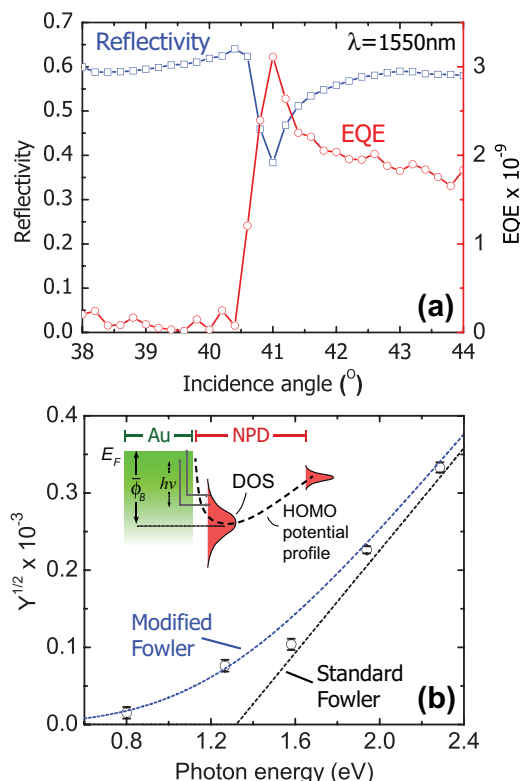 Reflectivity
λ=1550nm
EQE
(a)
0.7
0.6
0.5
0.4
0.3
0.2
0.1
0.0
Reflectivity
3
2
1
0
EQE x 10⁻⁹
38 39 40 41 42 43 44
Incidence angle (⁰)
0.4
0.3
0.2
0.1
0.0
Y^1/2 x 10⁻³
Au NPD
E_F
ϕ̄_B
hν
DOS
HOMO
potential
profile
Modified
Fowler
Standard
Fowler
(b)
0.8 1.2 1.6 2.0 2.4
Photon energy (eV)